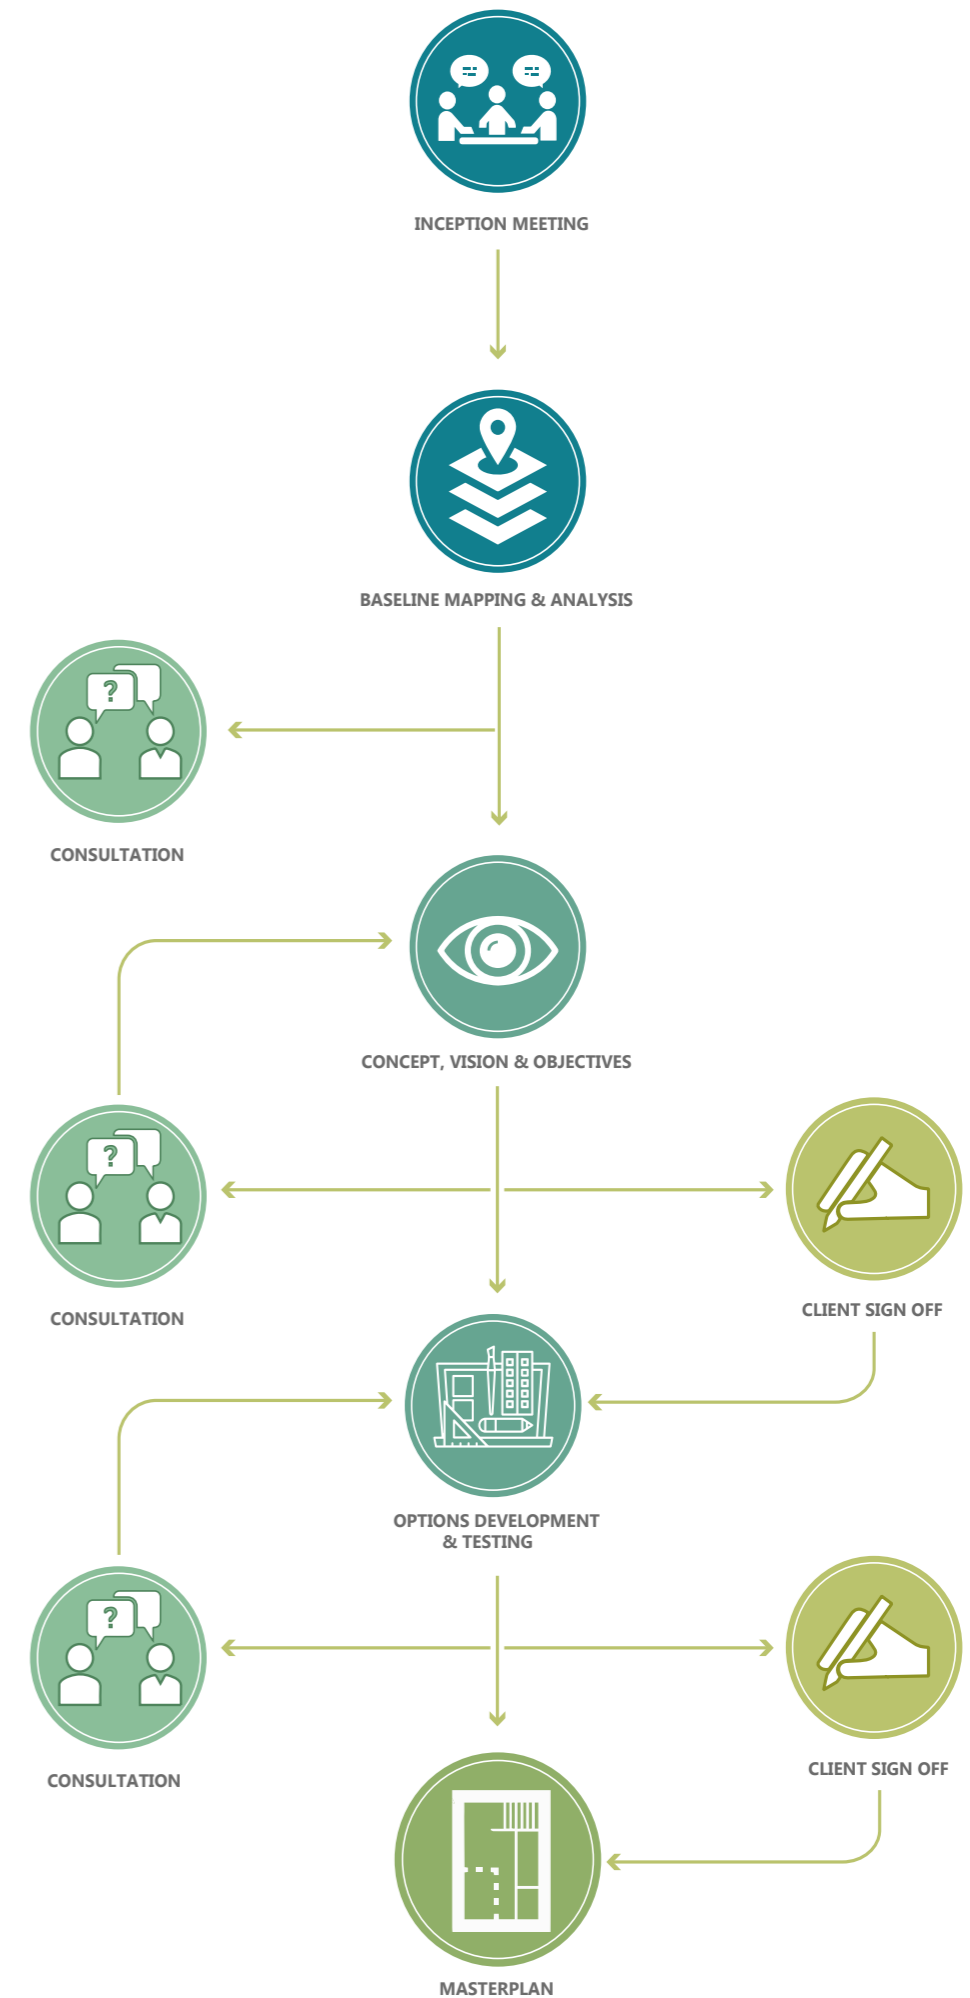 INCEPTION MEETING
BASELINE MAPPING & ANALYSIS
?
CONSULTATION
CONCEPT, VISION & OBJECTIVES
?
CONSULTATION
CLIENT SIGN OFF
OPTIONS DEVELOPMENT
& TESTING
?
CONSULTATION
CLIENT SIGN OFF
MASTERPLAN